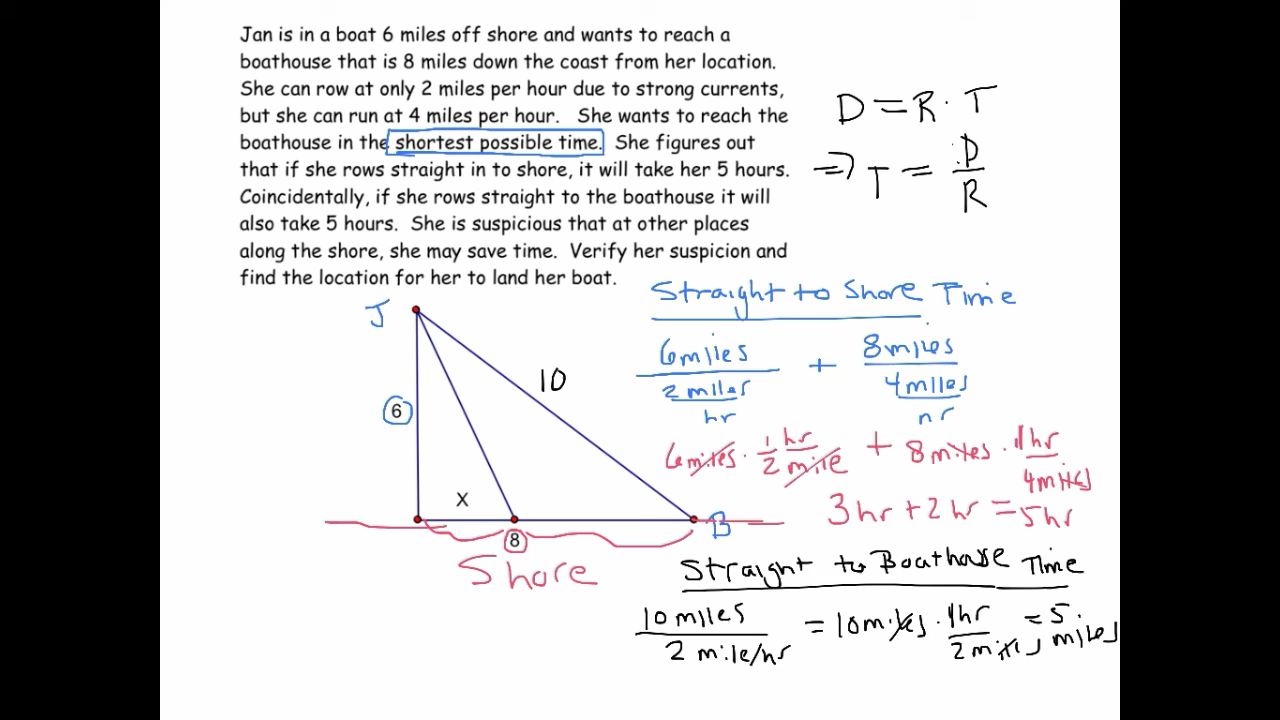 Jan is in a boat 6 miles off shore and wants to reach a
boathouse that is 8 miles down the coast from her location.
She can row at only 2 miles per hour due to strong currents,
but she can run at 4 miles per hour. She wants to reach the
boathouse in the shortest possible time. She figures out
that if she rows straight in to shore, it will take her 5 hours.
Coincidentally, if she rows straight to the boathouse it will
also take 5 hours. She is suspicious that at other places
along the shore, she may save time. Verify her suspicion and
find the location for her to land her boat.
D = R · T
⇒ T = D/R
Straight to Shore Time
6 miles / 2 miles/hr + 8 miles / 4 miles/hr
6 miles · 1/2 hr/mile + 8 miles · 1 hr / 4 miles
3 hr + 2 hr = 5 hr
J
10
6
x
B
8
Shore
Straight to Boathouse Time
10 miles / 2 mile/hr = 10 miles · 1 hr / 2 miles = 5 miles